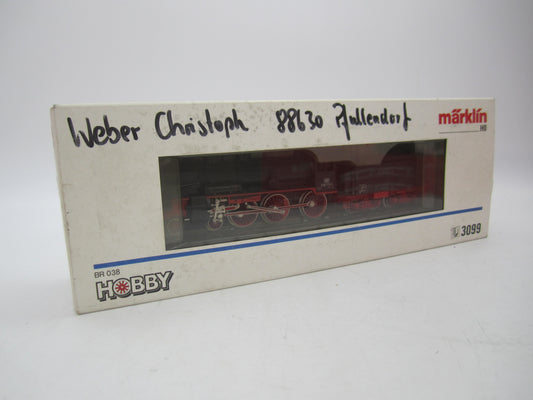 Weber Christoph 88630 Pfullendorf
märklin
H0
3099
BR 038
HOBBY